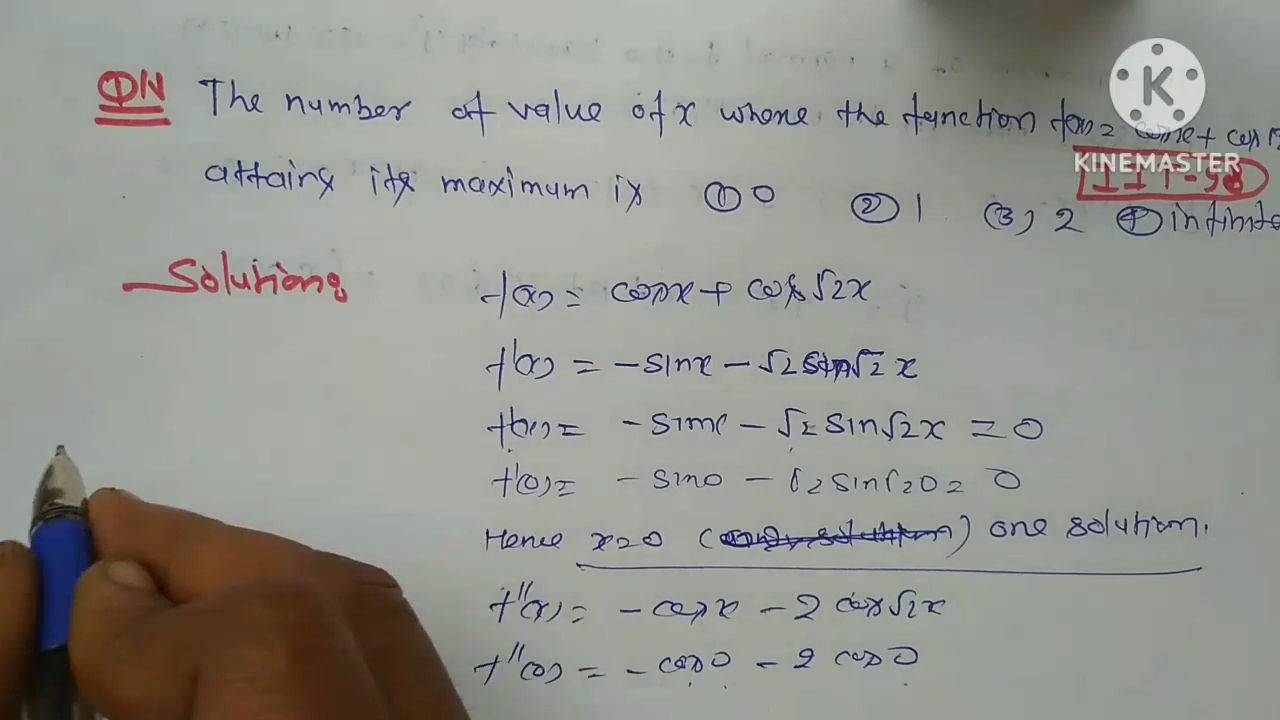 QN The number of value of x where the function f(x) = cosx + cos
attains its maximum is ① 0 ② 1 (3) 2 ④ infinite
IIT-98
K
KINEMASTER
Solution:
f(x) = cosx + cos√2x
f'(x) = -sinx - √2 sin√2 x
f'(x) = -sinx - √2 sin√2x = 0
f'(0) = -sin0 - √2 sin√2 0 = 0
Hence x=0 ( ) one solution.
f''(x) = -cosx - 2 cos√2x
f''(0) = -cos0 - 2 cos0